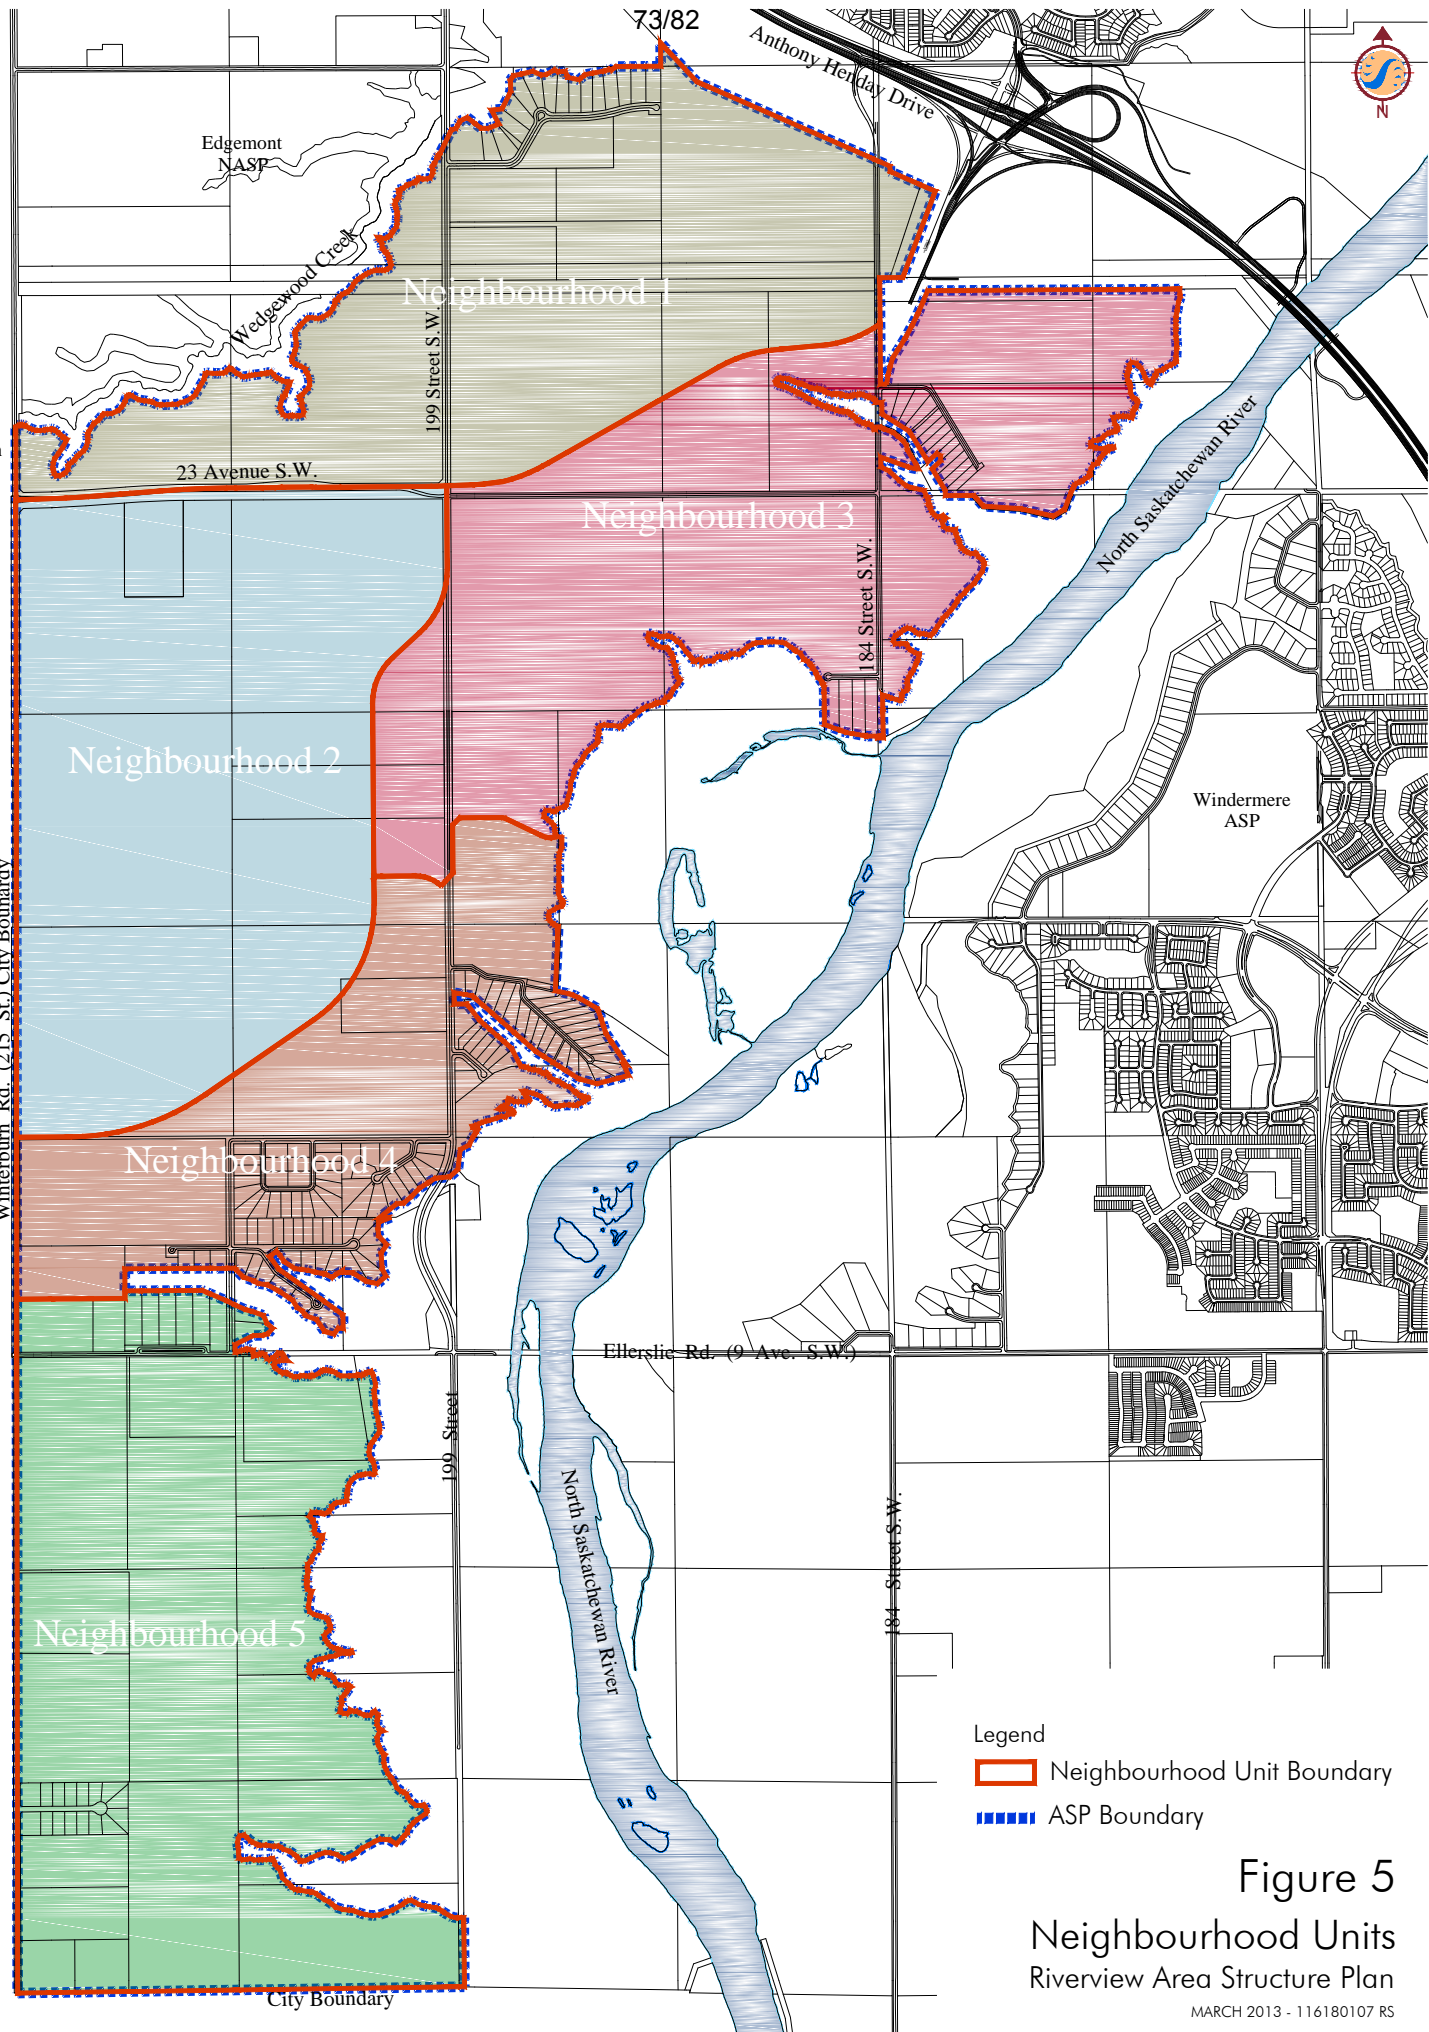 73/82
Anthony Henday Drive
N
Edgemont
NASP
Wedgewood Creek
Neighbourhood 1
199 Street S.W.
23 Avenue S.W.
North Saskatchewan River
Neighbourhood 3
184 Street S.W.
Neighbourhood 2
Windermere
ASP
Winterburn Rd. (215 St.) City Bounardy
Neighbourhood 4
Ellerslie Rd. (9 Ave. S.W.)
199 Street
North Saskatchewan River
184 Street S.W.
Neighbourhood 5
City Boundary
Legend
Neighbourhood Unit Boundary
ASP Boundary
Figure 5
Neighbourhood Units
Riverview Area Structure Plan
MARCH 2013 - 116180107 RS